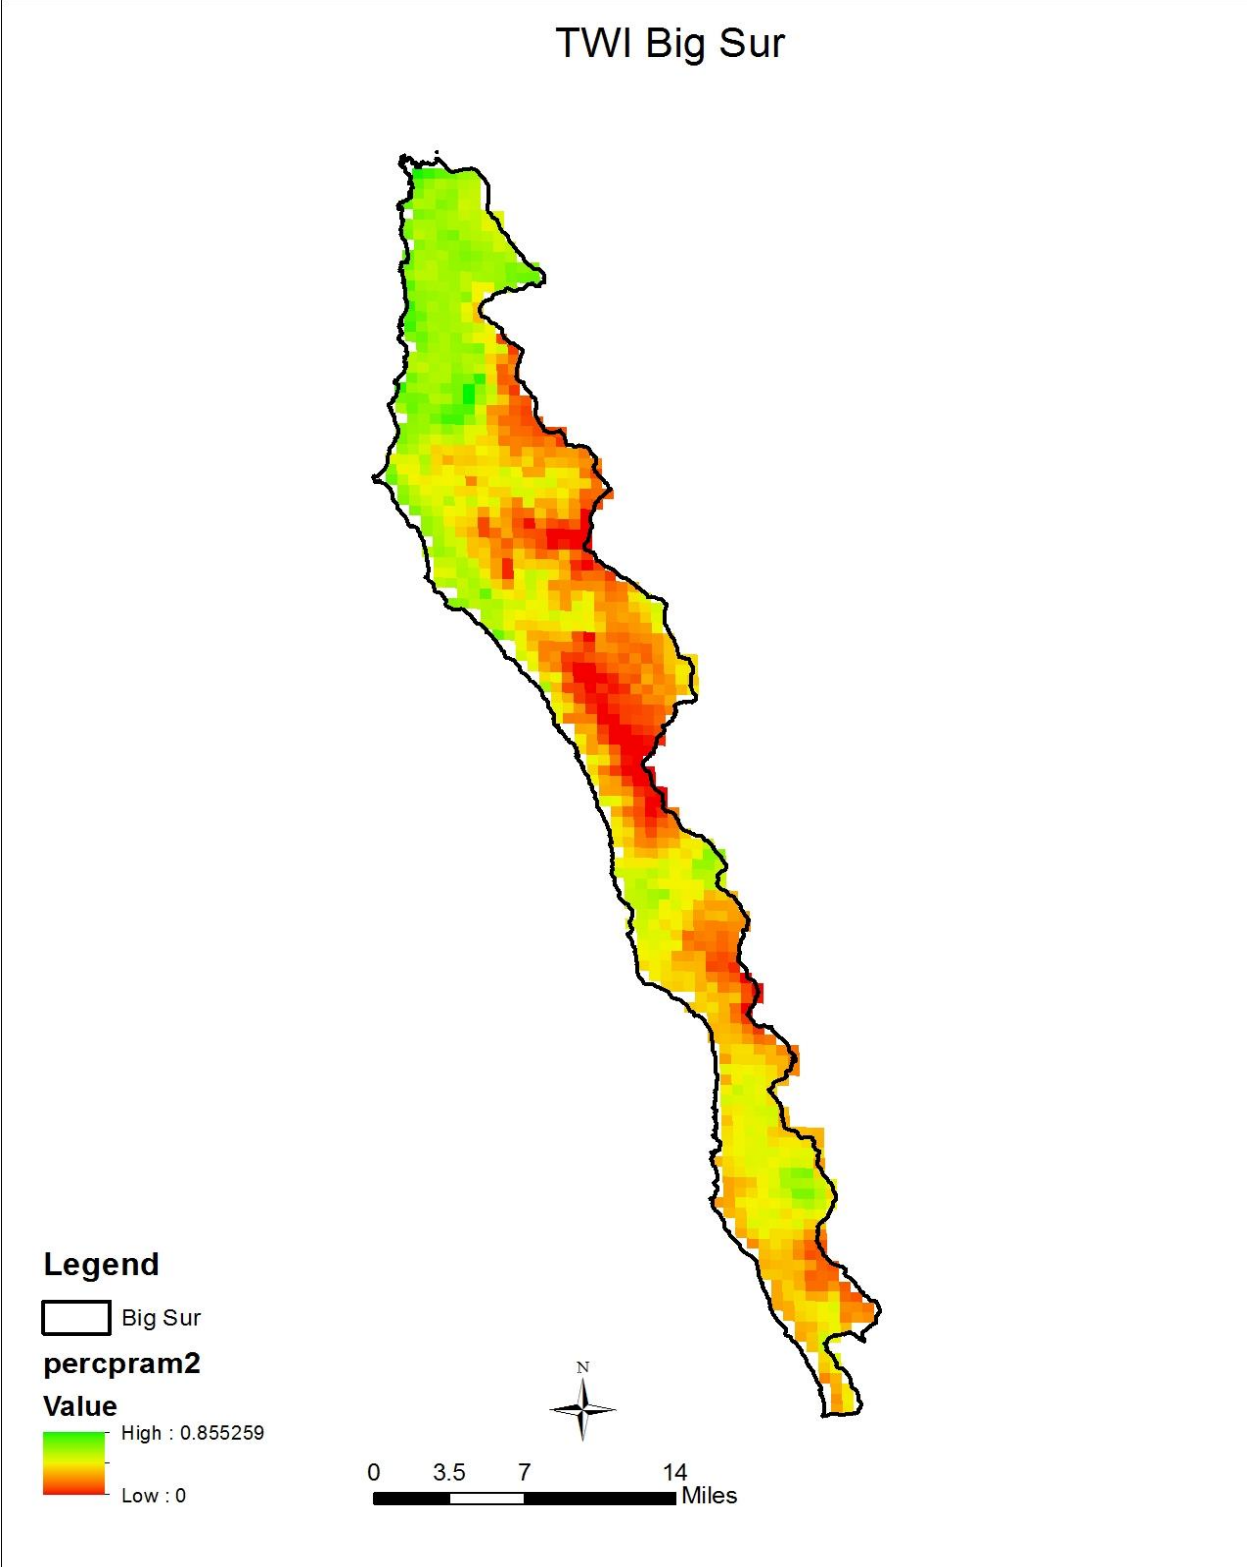 TWI Big Sur
Legend
Big Sur
percpram2
Value
High : 0.855259
Low : 0
N
0 3.5 7 14
Miles